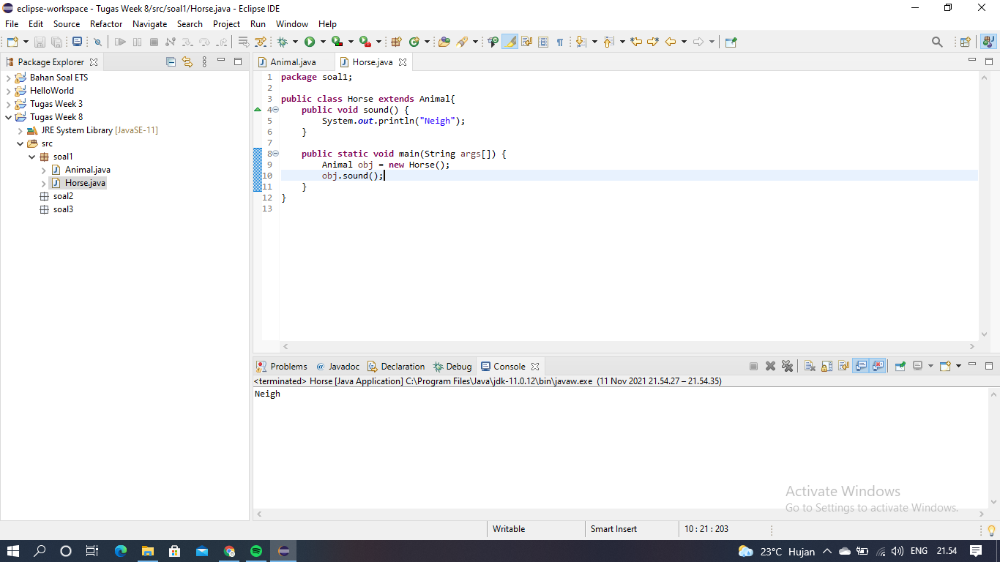 eclipse-workspace - Tugas Week 8/src/soal1/Horse.java - Eclipse IDE
File Edit Source Refactor Navigate Search Project Run Window Help
Package Explorer
Bahan Soal ETS
HelloWorld
Tugas Week 3
Tugas Week 8
JRE System Library [JavaSE-11]
src
soal1
Animal.java
Horse.java
soal2
soal3
Animal.java Horse.java
1 package soal1;
2
3 public class Horse extends Animal{
4 public void sound() {
5 System.out.println("Neigh");
6 }
7
8 public static void main(String args[]) {
9 Animal obj = new Horse();
10 obj.sound();
11 }
12 }
13
Problems @ Javadoc Declaration Debug Console
<terminated> Horse [Java Application] C:\Program Files\Java\jdk-11.0.12\bin\javaw.exe (11 Nov 2021 21.54.27 – 21.54.35)
Neigh
Activate Windows
Go to Settings to activate Windows.
Writable Smart Insert 10 : 21 : 203
23°C Hujan ENG 21.54